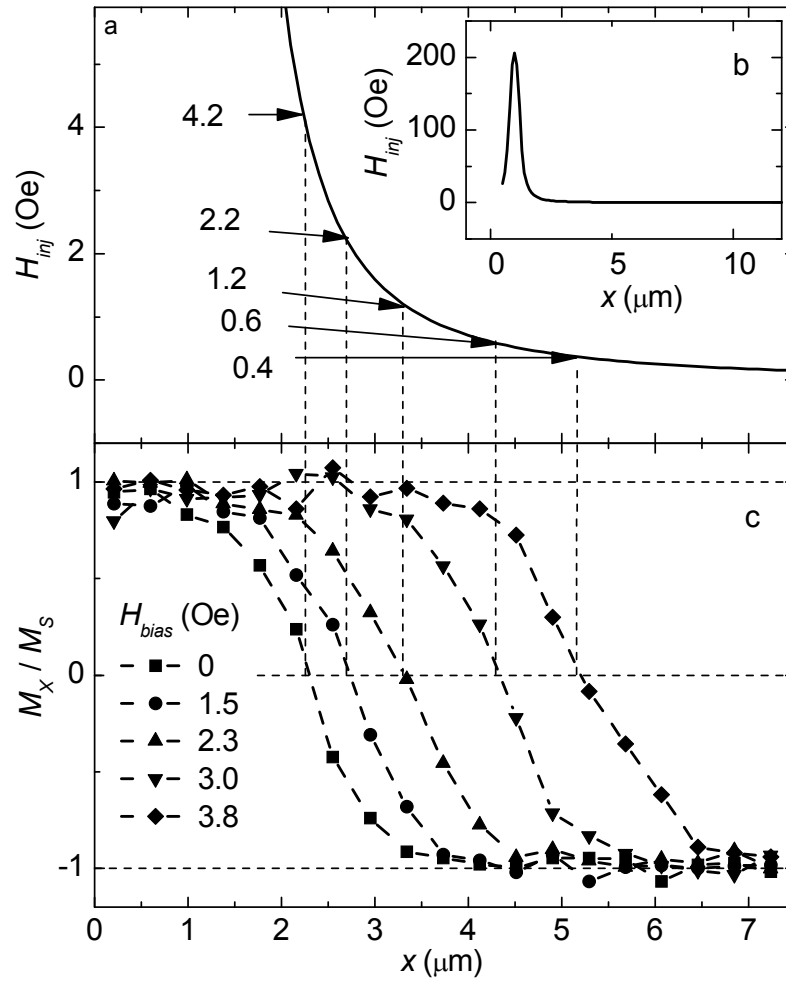 a
H_inj (Oe)
4
2
0
4.2
2.2
1.2
0.6
0.4
b
H_inj (Oe)
200
100
0
0 5 10
x (μm)
c
M_X / M_S
1
0
-1
H_bias (Oe)
0
1.5
2.3
3.0
3.8
0 1 2 3 4 5 6 7
x (μm)